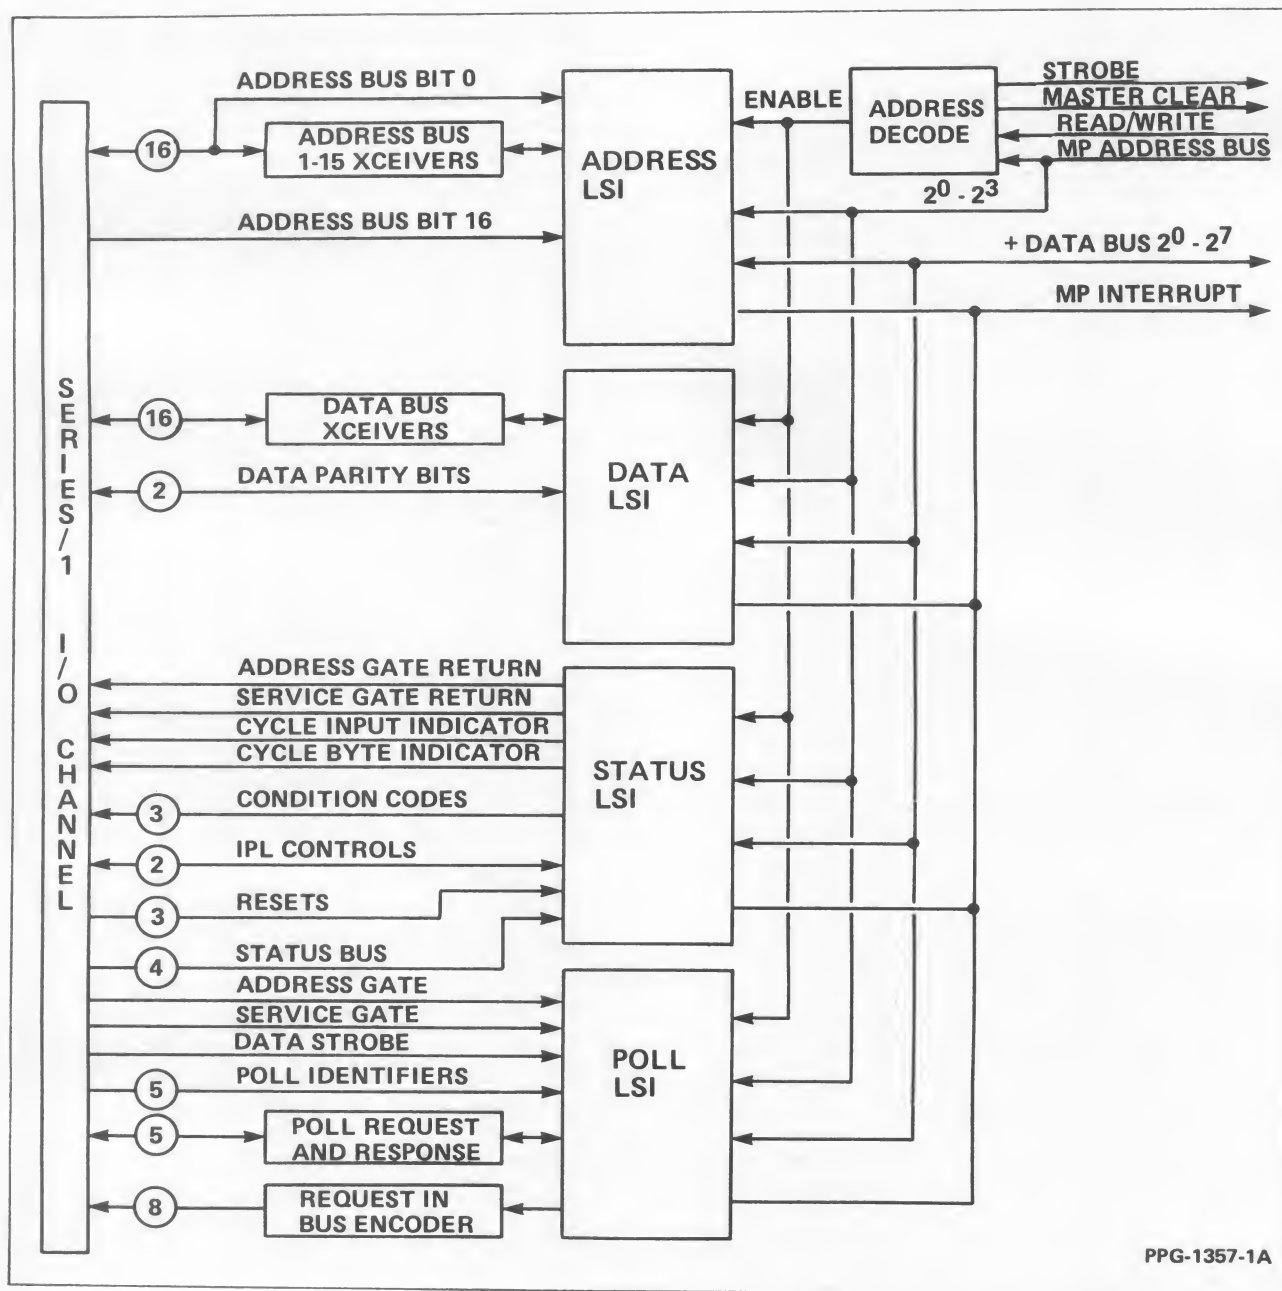 ADDRESS BUS BIT 0
16
ADDRESS BUS
1-15 XCEIVERS
ADDRESS BUS BIT 16
ADDRESS
LSI
ENABLE
ADDRESS
DECODE
STROBE
MASTER CLEAR
READ/WRITE
MP ADDRESS BUS
2⁰ - 2³
+ DATA BUS 2⁰ - 2⁷
MP INTERRUPT
SERIES/1 I/O CHANNEL
16
DATA BUS
XCEIVERS
2
DATA PARITY BITS
DATA
LSI
ADDRESS GATE RETURN
SERVICE GATE RETURN
CYCLE INPUT INDICATOR
CYCLE BYTE INDICATOR
3
CONDITION CODES
2
IPL CONTROLS
3
RESETS
4
STATUS BUS
STATUS
LSI
ADDRESS GATE
SERVICE GATE
DATA STROBE
5
POLL IDENTIFIERS
5
POLL REQUEST
AND RESPONSE
8
REQUEST IN
BUS ENCODER
POLL
LSI
PPG-1357-1A